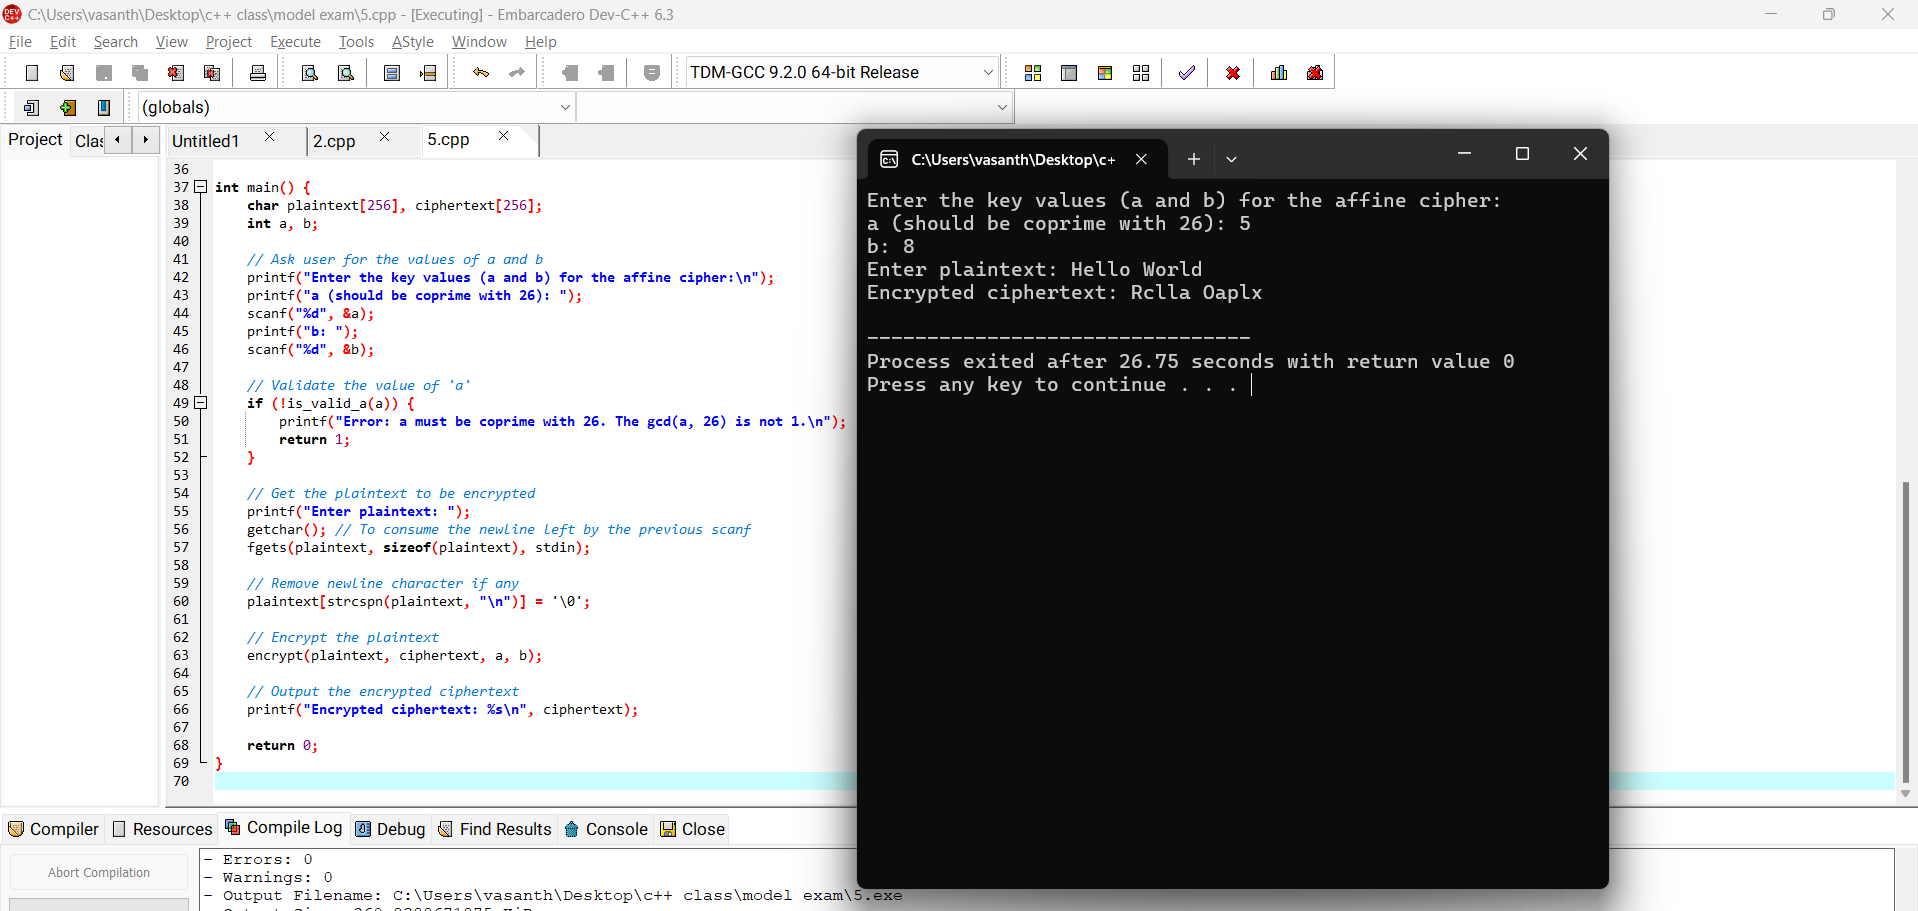 C:\Users\vasanth\Desktop\c++ class\model exam\5.cpp - [Executing] - Embarcadero Dev-C++ 6.3
File Edit Search View Project Execute Tools AStyle Window Help
TDM-GCC 9.2.0 64-bit Release
(globals)
Project Clas
Untitled1 2.cpp 5.cpp
36
37 int main() {
38 char plaintext[256], ciphertext[256];
39 int a, b;
40
41 // Ask user for the values of a and b
42 printf("Enter the key values (a and b) for the affine cipher:\n");
43 printf("a (should be coprime with 26): ");
44 scanf("%d", &a);
45 printf("b: ");
46 scanf("%d", &b);
47
48 // Validate the value of 'a'
49 if (!is_valid_a(a)) {
50 printf("Error: a must be coprime with 26. The gcd(a, 26) is not 1.\n");
51 return 1;
52 }
53
54 // Get the plaintext to be encrypted
55 printf("Enter plaintext: ");
56 getchar(); // To consume the newline left by the previous scanf
57 fgets(plaintext, sizeof(plaintext), stdin);
58
59 // Remove newline character if any
60 plaintext[strcspn(plaintext, "\n")] = '\0';
61
62 // Encrypt the plaintext
63 encrypt(plaintext, ciphertext, a, b);
64
65 // Output the encrypted ciphertext
66 printf("Encrypted ciphertext: %s\n", ciphertext);
67
68 return 0;
69 }
70
C:\Users\vasanth\Desktop\c+
Enter the key values (a and b) for the affine cipher:
a (should be coprime with 26): 5
b: 8
Enter plaintext: Hello World
Encrypted ciphertext: Rclla Oaplx
--------------------------------
Process exited after 26.75 seconds with return value 0
Press any key to continue . . .
Compiler Resources Compile Log Debug Find Results Console Close
Abort Compilation
- Errors: 0
- Warnings: 0
- Output Filename: C:\Users\vasanth\Desktop\c++ class\model exam\5.exe